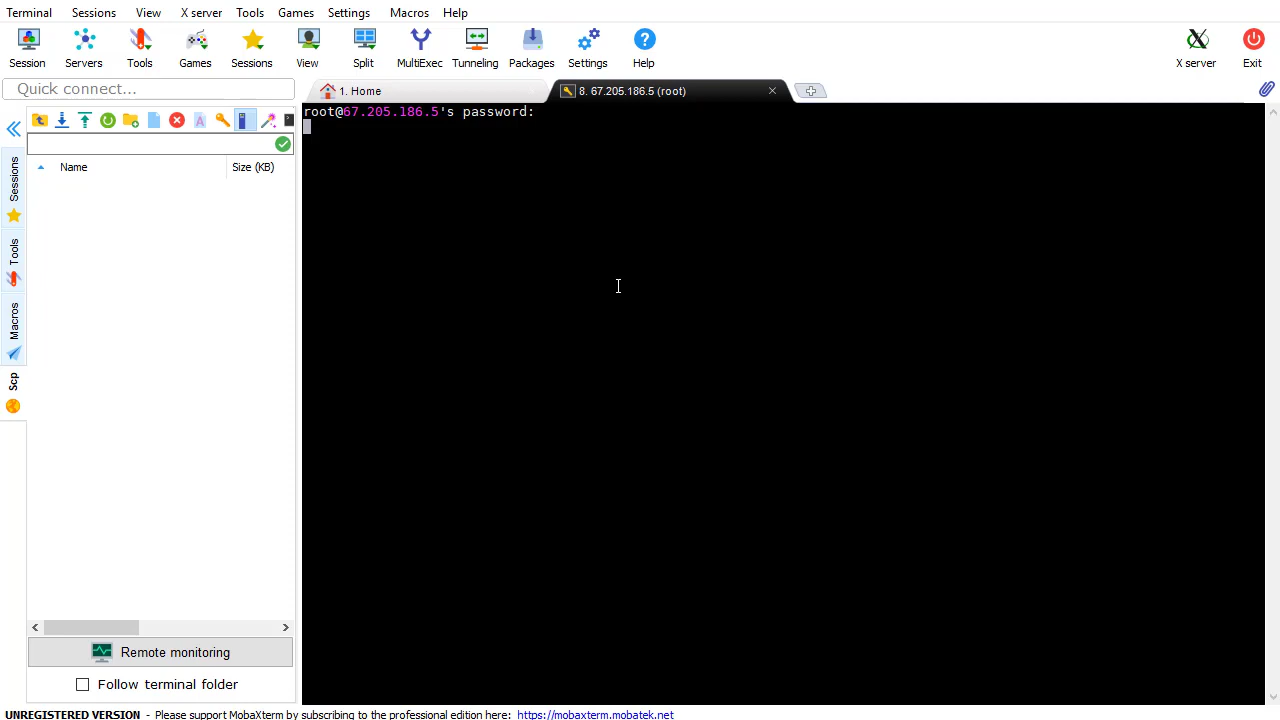 Terminal Sessions View X server Tools Games Settings Macros Help
Session Servers Tools Games Sessions View Split MultiExec Tunneling Packages Settings Help X server Exit
Quick connect...
1. Home
8. 67.205.186.5 (root)
root@67.205.186.5's password:
Name Size (KB)
Sessions
Tools
Macros
Scp
Remote monitoring
Follow terminal folder
UNREGISTERED VERSION - Please support MobaXterm by subscribing to the professional edition here: https://mobaxterm.mobatek.net